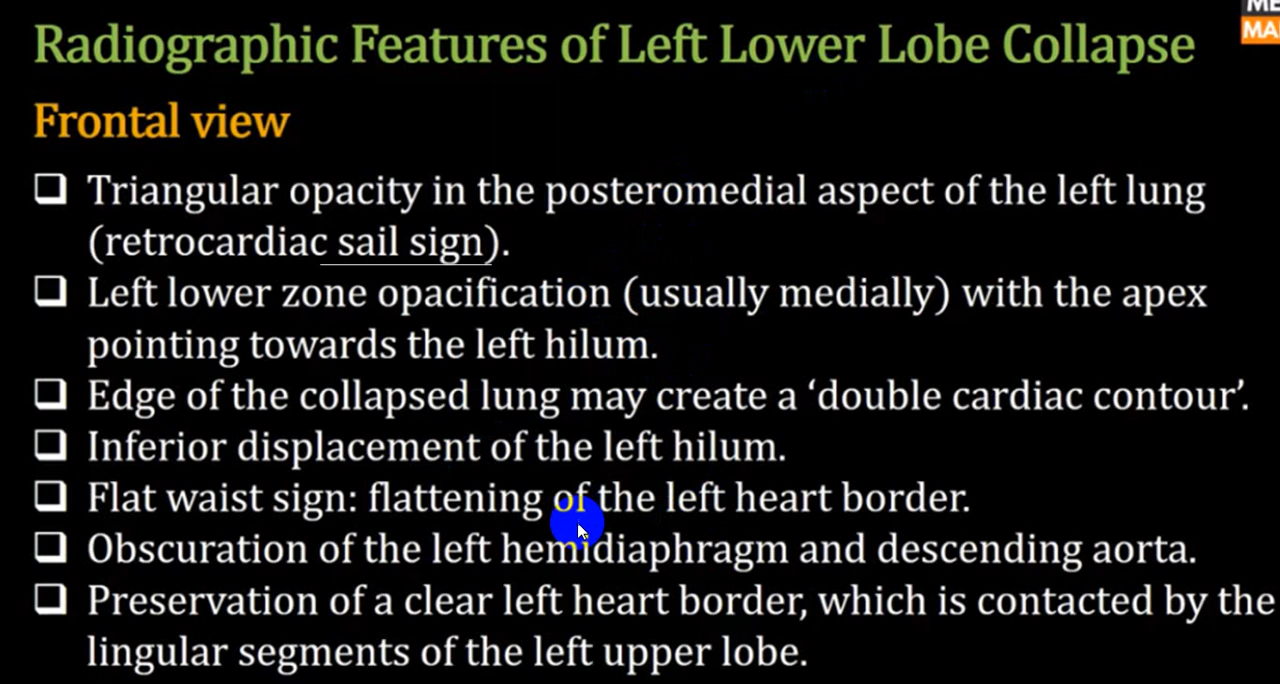 Radiographic Features of Left Lower Lobe Collapse
Frontal view
Triangular opacity in the posteromedial aspect of the left lung
(retrocardiac sail sign).
Left lower zone opacification (usually medially) with the apex
pointing towards the left hilum.
Edge of the collapsed lung may create a ‘double cardiac contour’.
Inferior displacement of the left hilum.
Flat waist sign: flattening of the left heart border.
Obscuration of the left hemidiaphragm and descending aorta.
Preservation of a clear left heart border, which is contacted by the
lingular segments of the left upper lobe.